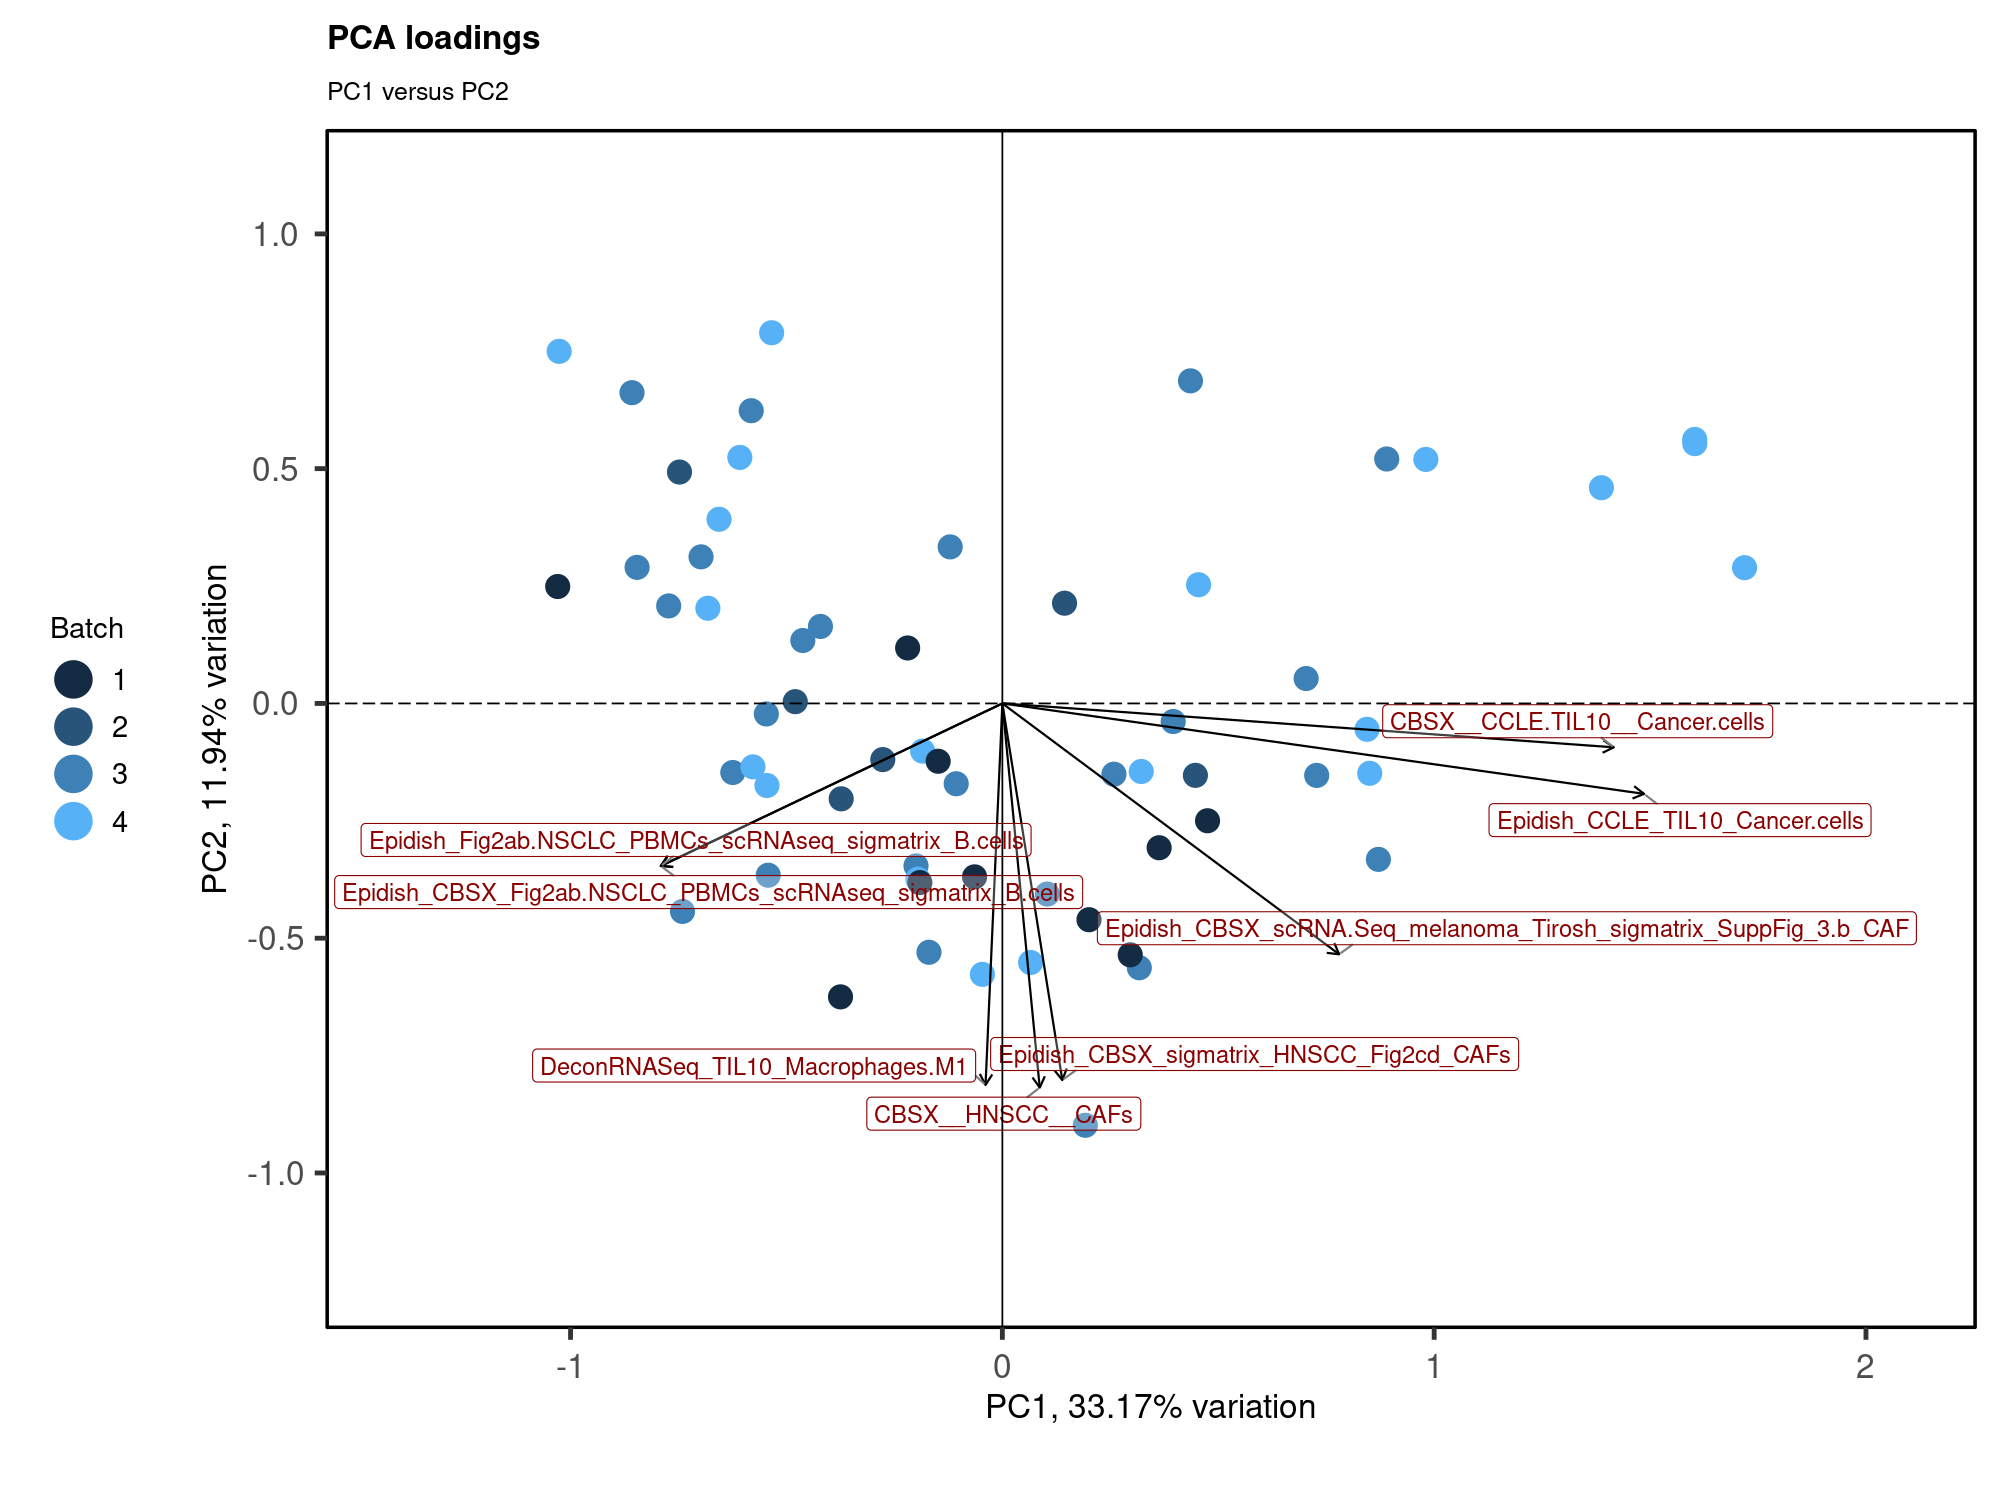 PCA loadings
PC1 versus PC2
1.0
0.5
0.0
-0.5
-1.0
PC2, 11.94% variation
Batch
1
2
3
4
CBSX__CCLE.TIL10__Cancer.cells
Epidish_CCLE_TIL10_Cancer.cells
Epidish_Fig2ab.NSCLC_PBMCs_scRNAseq_sigmatrix_B.cells
Epidish_CBSX_Fig2ab.NSCLC_PBMCs_scRNAseq_sigmatrix_B.cells
Epidish_CBSX_scRNA.Seq_melanoma_Tirosh_sigmatrix_SuppFig_3.b_CAF
Epidish_CBSX_sigmatrix_HNSCC_Fig2cd_CAFs
DeconRNASeq_TIL10_Macrophages.M1
CBSX__HNSCC__CAFs
-1
0
1
2
PC1, 33.17% variation